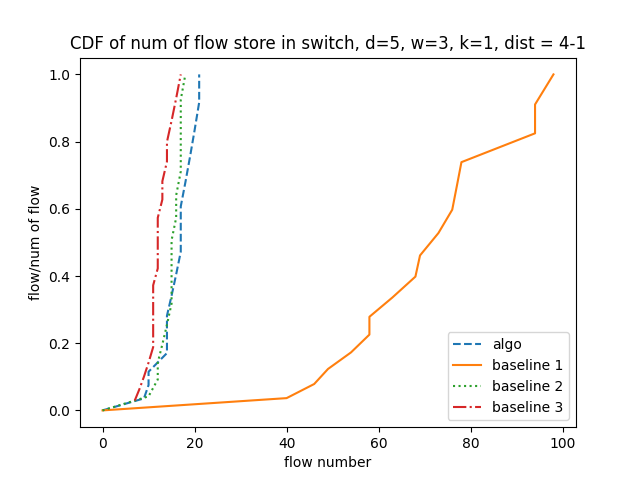 CDF of num of flow store in switch, d=5, w=3, k=1, dist = 4-1
1.0
0.8
0.6
0.4
0.2
0.0
flow/num of flow
0
20
40
60
80
100
flow number
algo
baseline 1
baseline 2
baseline 3